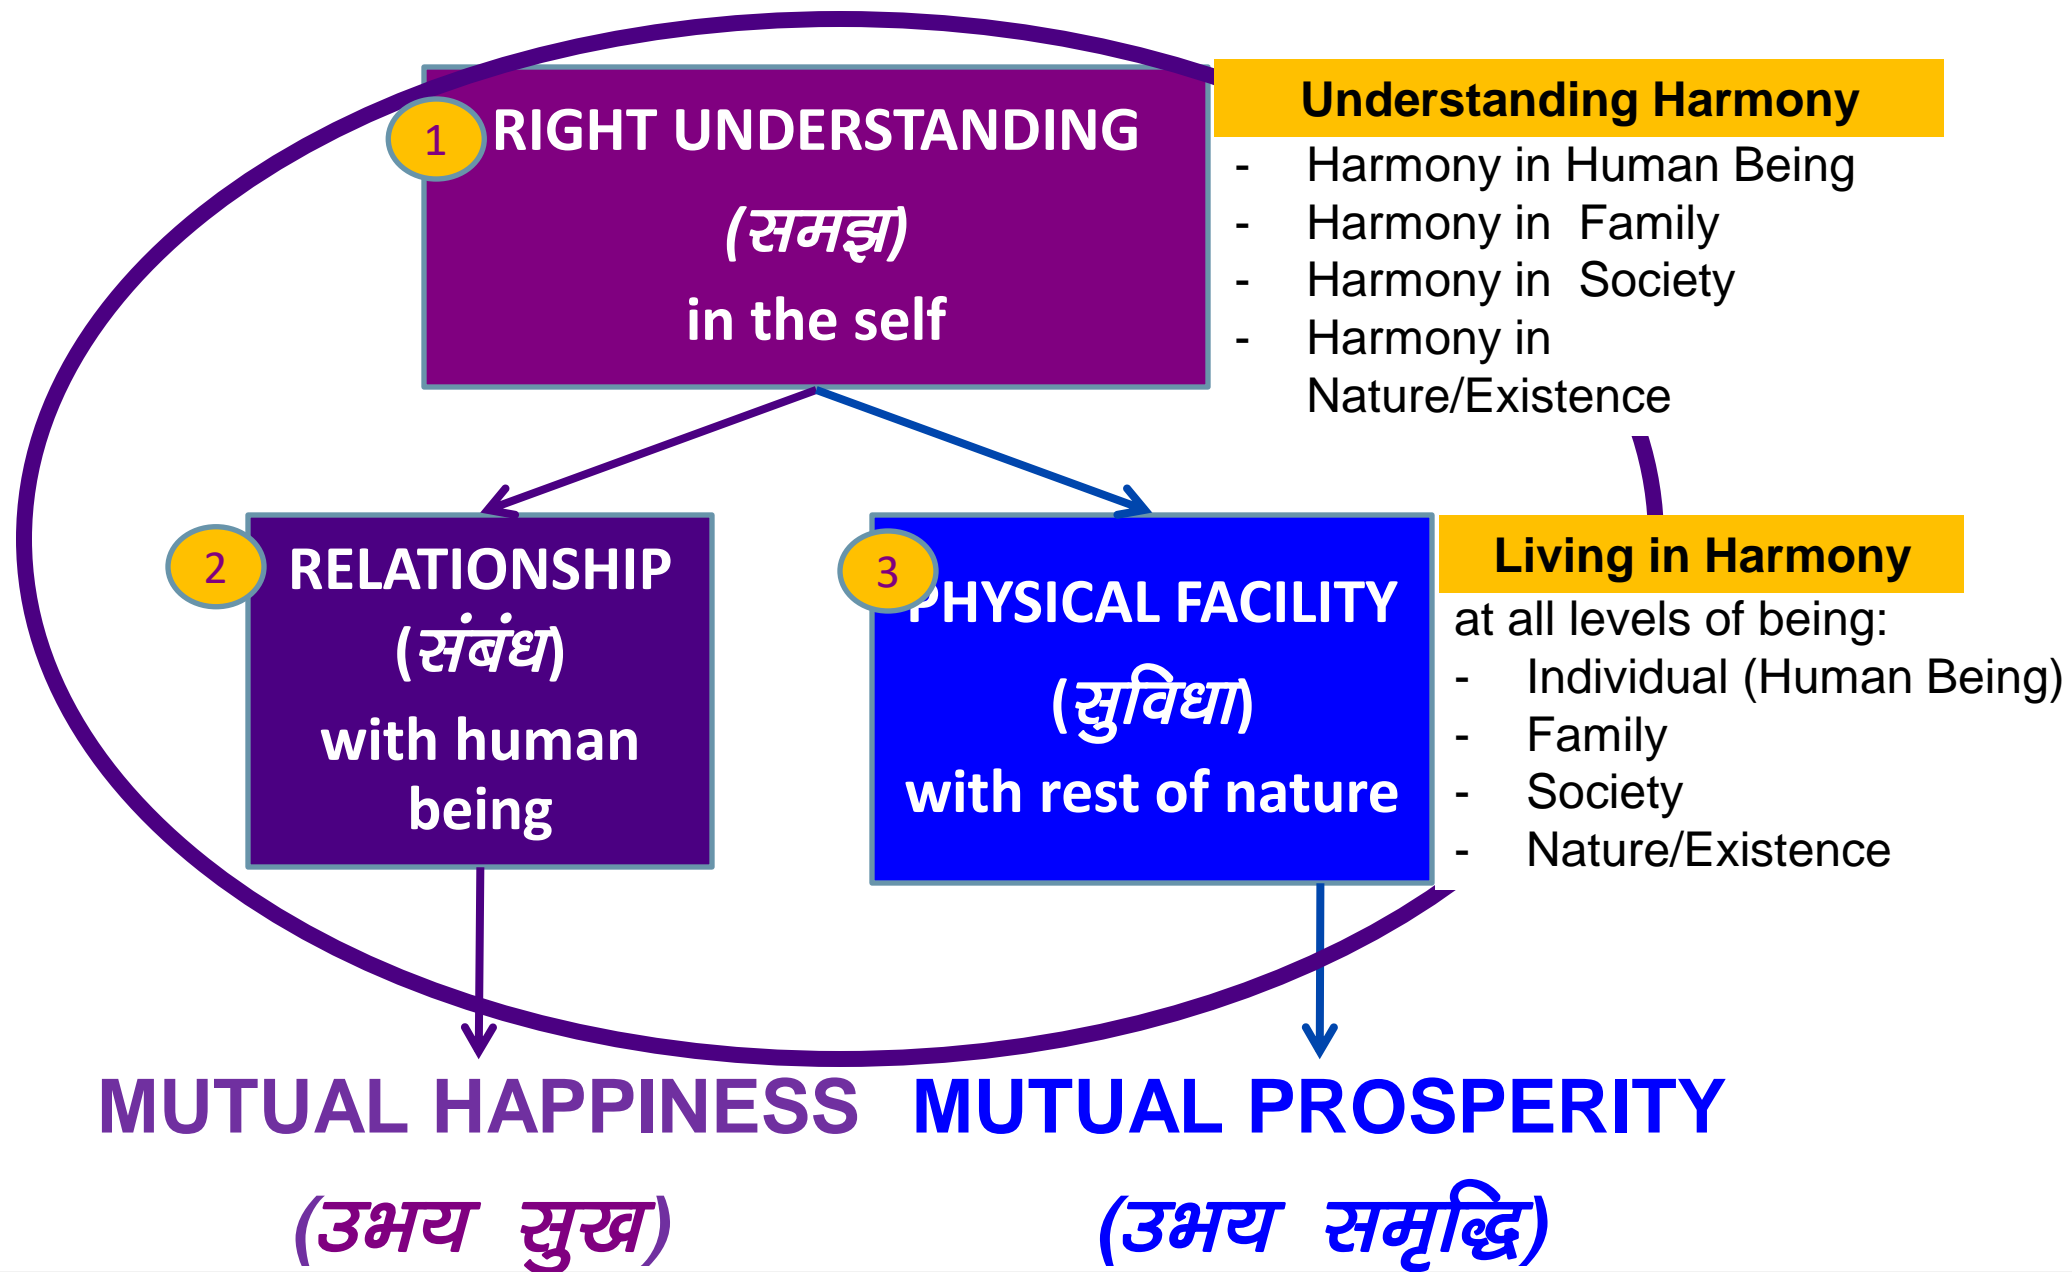 1
RIGHT UNDERSTANDING
(समझ)
in the self
Understanding Harmony
- Harmony in Human Being
- Harmony in Family
- Harmony in Society
- Harmony in
Nature/Existence
2
RELATIONSHIP
(संबंध)
with human
being
3
PHYSICAL FACILITY
(सुविधा)
with rest of nature
Living in Harmony
at all levels of being:
- Individual (Human Being)
- Family
- Society
- Nature/Existence
MUTUAL HAPPINESS
(उभय सुख)
MUTUAL PROSPERITY
(उभय समृद्धि)